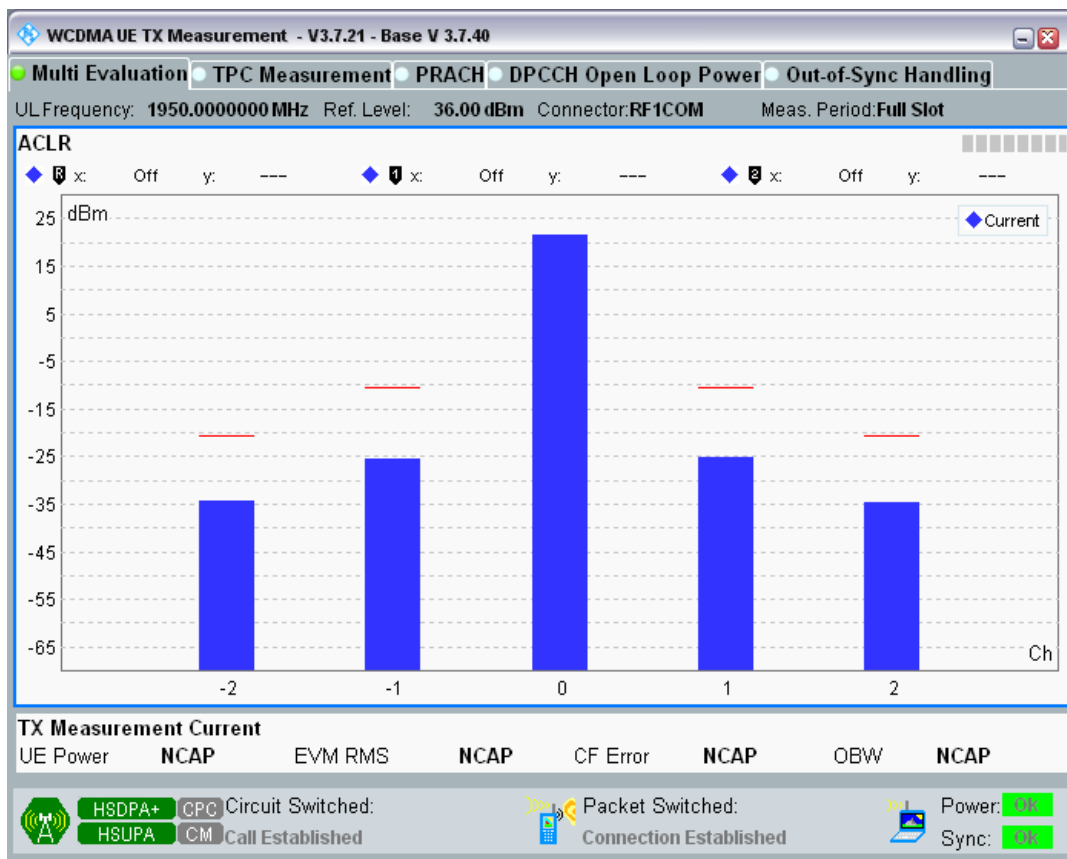 WCDMA UE TX Measurement - V3.7.21 - Base V 3.7.40
Multi Evaluation TPC Measurement PRACH DPCCH Open Loop Power Out-of-Sync Handling
UL Frequency: 1950.0000000 MHz Ref. Level: 36.00 dBm Connector:RF1COM Meas. Period:Full Slot
ACLR
R x: Off y: --- 1 x: Off y: --- 2 x: Off y: ---
dBm
Current
25
15
5
-5
-15
-25
-35
-45
-55
-65
Ch
-2 -1 0 1 2
TX Measurement Current
UE Power NCAP EVM RMS NCAP CF Error NCAP OBW NCAP
HSDPA+ CPC Circuit Switched: Packet Switched: Power: OK
HSUPA CM Call Established Connection Established Sync: OK